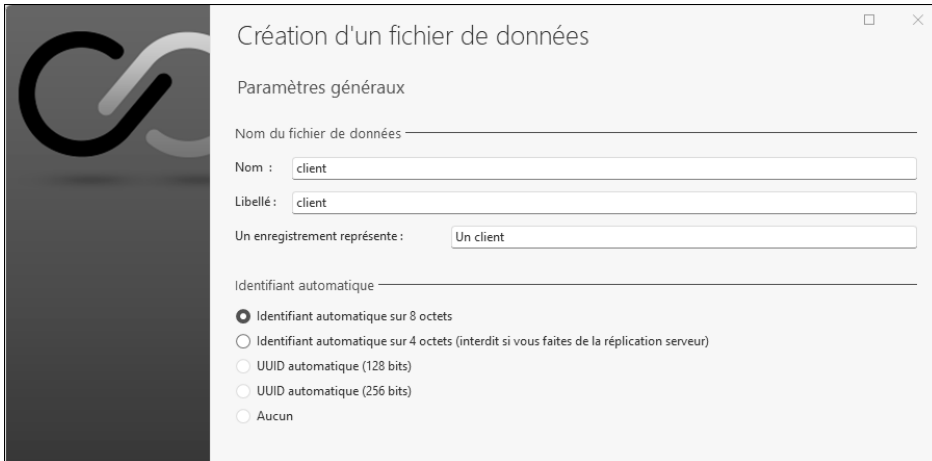 Création d'un fichier de données
Paramètres généraux
Nom du fichier de données
Nom : client
Libellé : client
Un enregistrement représente : Un client
Identifiant automatique
Identifiant automatique sur 8 octets
Identifiant automatique sur 4 octets (interdit si vous faites de la réplication serveur)
UUID automatique (128 bits)
UUID automatique (256 bits)
Aucun